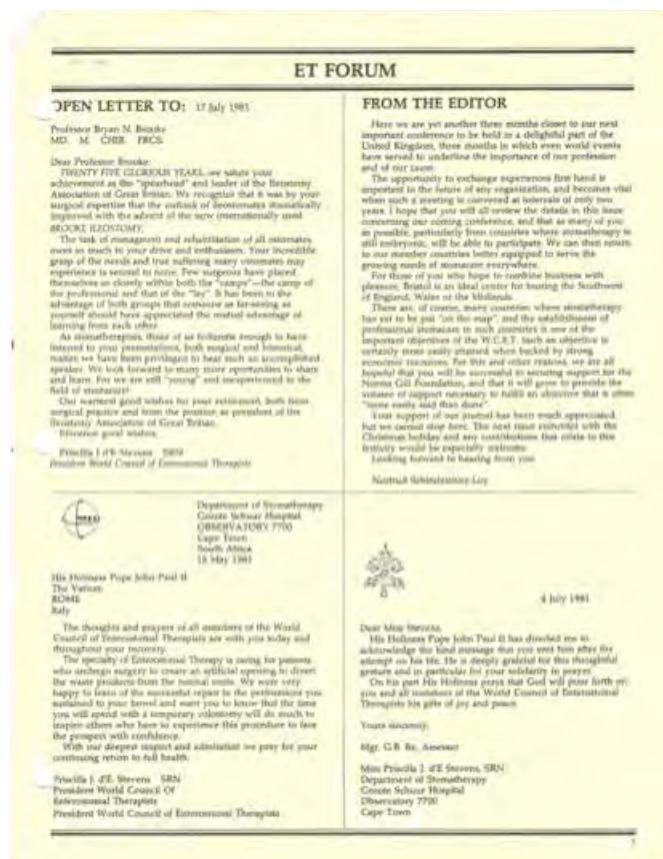 ET FORUM
OPEN LETTER TO: 17 July 1981
Professor Bryan N. Brooke
MD. M. CHIR. FRCS.
Dear Professor Brooke:
TWENTY FIVE GLORIOUS YEARS, we salute your
achievement as the "spearhead" and leader of the Ileostomy
Association of Great Britian. We recognize that it was by your
surgical expertise that the outlook of ileostomates dramatically
improved with the advent of the now internationally used
BROOKE ILEOSTOMY.
The task of management and rehabilitation of all ostomates
owes so much to your drive and enthusiasm. Your incredible
grasp of the needs and true suffering many ostomates may
experience is second to none. Few surgeons have placed
themselves so closely within both the "camps"—the camp of
the professional and that of the "lay". It has been to the
advantage of both groups that someone as far-seeing as
yourself should have appreciated the mutual advantage of
learning from each other.
As stomatherapists, those of us fortunate enough to have
listened to your presentations, both surgical and historical,
realize we have been privileged to hear such an accomplished
speaker. We look forward to many more oportunities to share
and learn. For we are still "young" and inexperienced in the
field of stomacare!
Our warmest good wishes for your retirement, both from
surgical practice and from the position as president of the
Ileostomy Association of Great Britian.
good wishes,
Priscilla J d'E Stevens SRN
President World Council of Enterostomal Therapists
FROM THE EDITOR
Here we are yet another three months closer to our next
important conference to be held in a delightful part of the
United Kingdom, three months in which even world events
have served to underline the importance of our profession
and of our cause.
The opportunity to exchange experiences first hand is
important to the future of any organization, and becomes vital
when such a meeting is convened at intervals of only two
years. I hope that you will all review the details in this issue
concerning our coming conference, and that as many of you
as possible, particularly from countries where stomatherapy is
still embryonic, will be able to participate. We can then return
to our member countries better equipped to serve the
growing needs of stomacare everywhere.
For those of you who hope to combine business with
pleasure, Bristol is an ideal center for touring the Southwest
of England, Wales or the Midlands.
There are, of course, many countries where stomatherapy
has yet to be put "on the map", and the establishment of
professional stomacare in such countries is one of the
important objectives of the W.C.E.T. Such an objective is
certainly more easily attained when backed by strong
economic resources. For this and other reasons, we are all
hopeful that you will be successful in securing support for the
Norma Gill Foundation, and that it will grow to provide the
volume of support necessary to fulfill an objective that is often
"more easily said than done".
Your support of our journal has been much appreciated,
but we cannot stop here. The next issue coincides with the
Christmas holiday and any contributions that relate to this
festivity would be especially welcome.
Looking forward to hearing from you.
Department of Stomatherapy
Groote Schuur Hospital
OBSERVATORY 7700
Cape Town
South Africa
18 May 1981
His Holiness Pope John Paul II
The Vatican
ROME
Italy
The thoughts and prayers of all members of the World
Council of Enterostomal Therapists are with you today and
throughout your recovery.
The specialty of Enterostomal Therapy is caring for patients
who undergo surgery to create an artificial opening to divert
the waste products from the normal route. We were very
happy to learn of the successful repair to the perforations you
sustained to your bowel and want you to know that the time
you will spend with a temporary colostomy will do much to
inspire others who have to experience this procedure to face
the prospect with confidence.
With our deepest respect and admiration we pray for your
continuing return to full health.
Priscilla J. d'E. Stevens SRN
President World Council Of
Enterostomal Therapists
President World Council of Enterostomal Therapists
4 July 1981
Dear Miss Stevens,
His Holiness Pope John Paul II has directed me to
acknowledge the kind message that you sent him after the
attempt on his life. He is deeply grateful for this thoughtful
gesture and in particular for your solidarity in prayer.
On his part His Holiness prays that God will pour forth on
you and all members of the World Council of Enterostomal
Therapists his gifts of joy and peace.
Yours sincerely,
Mgr. G.B. Re, Assessor
Miss Priscilla J. d'E Stevens, SRN
Department of Stomatherapy
Groote Schuur Hospital
Observatory 7700
Cape Town